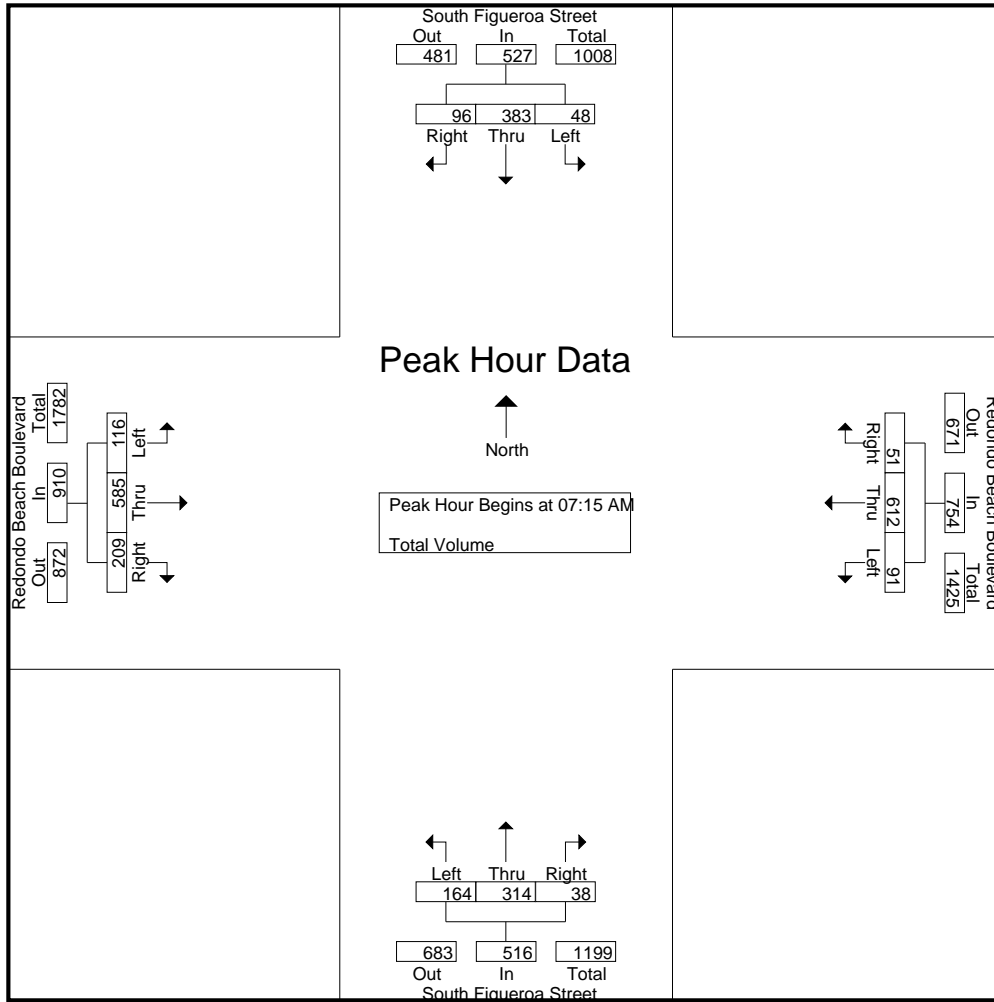 South Figueroa Street
Out In Total
481 527 1008
96 383 48
Right Thru Left
Peak Hour Data
North
Peak Hour Begins at 07:15 AM
Total Volume
Redondo Beach Boulevard
Out In Total
872 910 1782
116 585 209
Left Thru Right
Redondo Beach Boulevard
Out In Total
671 754 1425
51 612 91
Right Thru Left
Left Thru Right
164 314 38
683 516 1199
Out In Total
South Figueroa Street